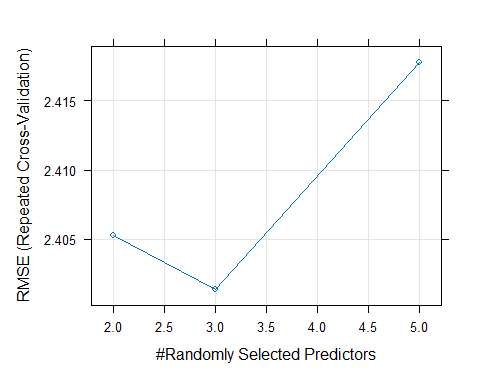 RMSE (Repeated Cross-Validation)
2.415
2.410
2.405
2.0 2.5 3.0 3.5 4.0 4.5 5.0
#Randomly Selected Predictors